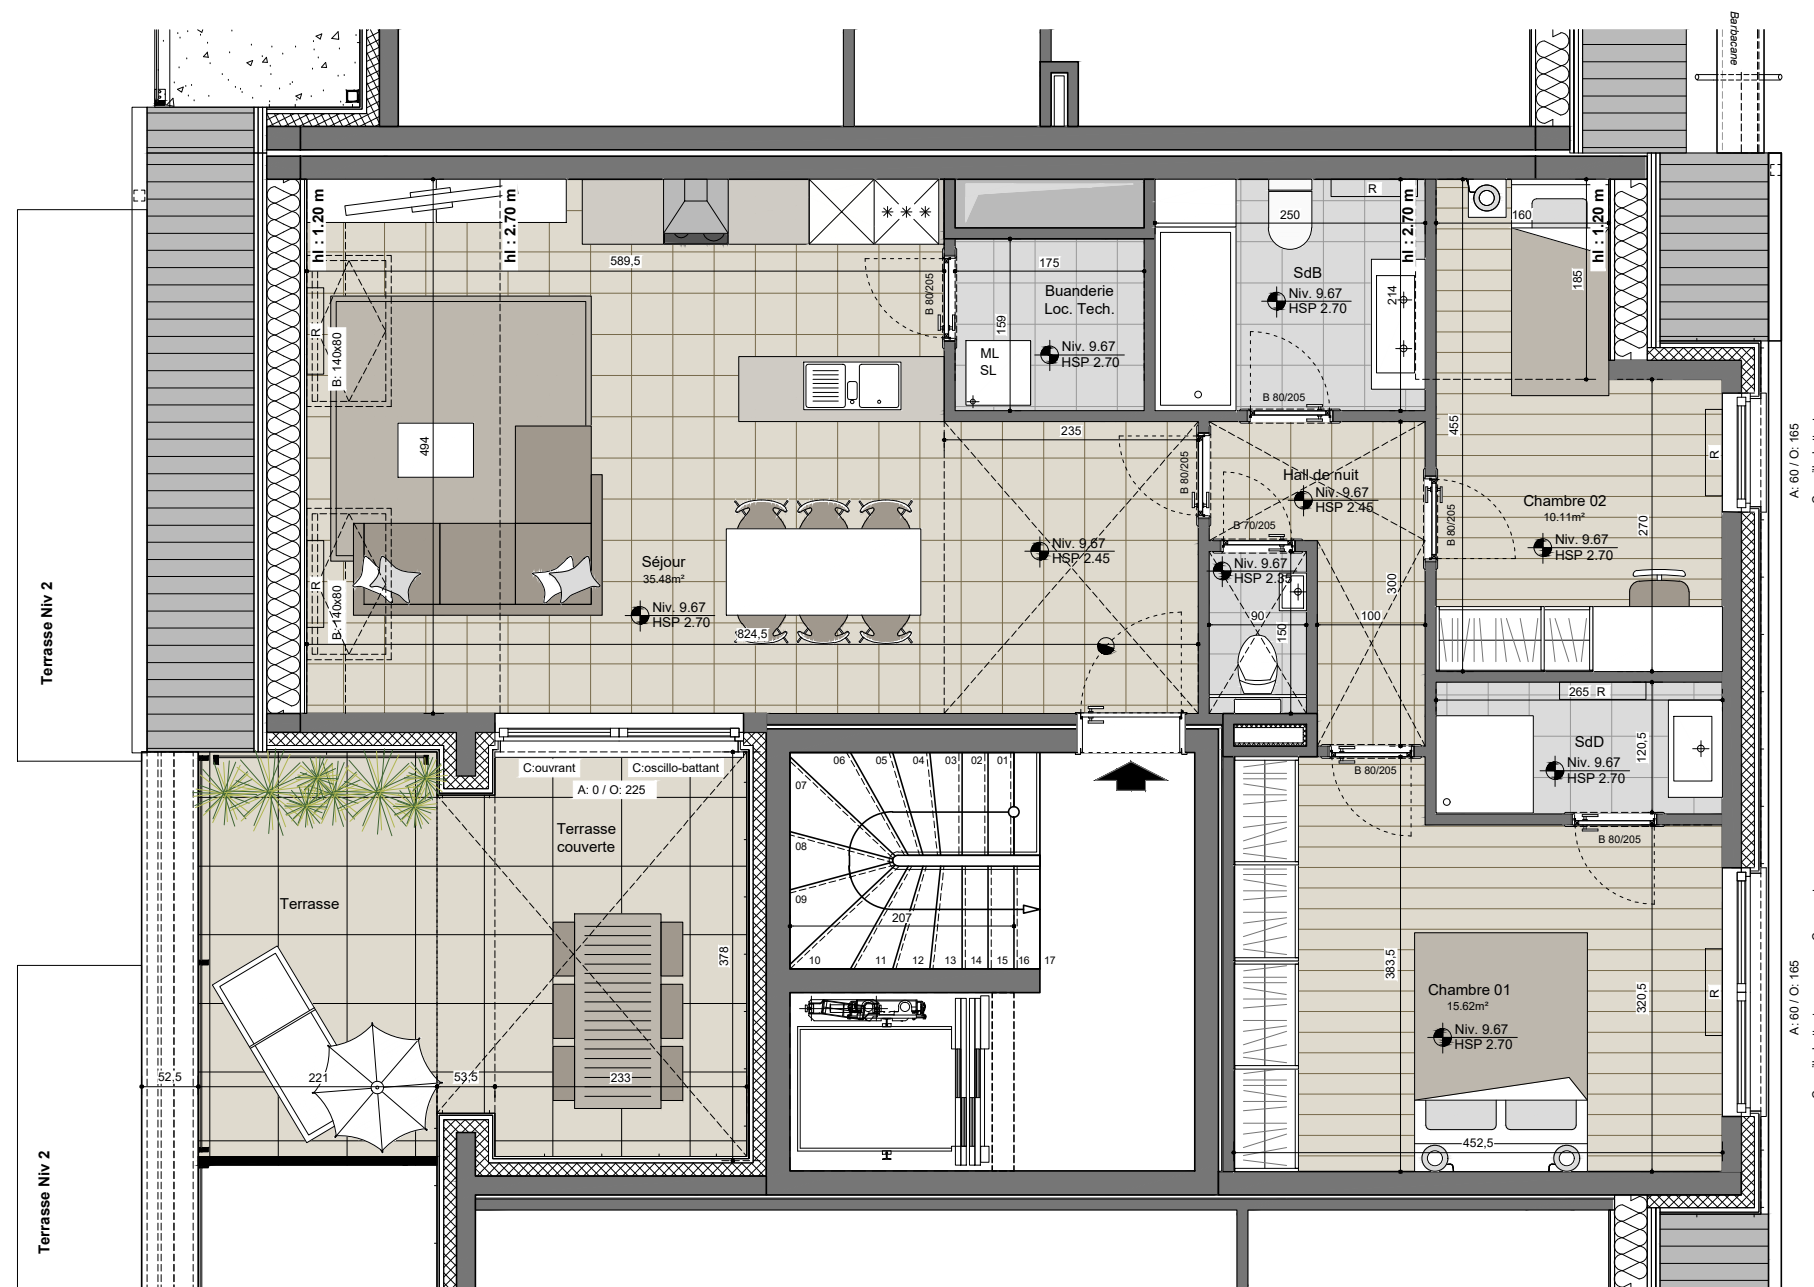 Barbacane
hl : 1.20 m
hl : 2.70 m
R
hl : 2.70 m
250
160
hl : 1.20 m
589,5
175
B 80/205
Buanderie
Loc. Tech.
159
ML
SL
Niv. 9.67
HSP 2.70
SdB
Niv. 9.67
HSP 2.70
214
185
R
B: 140x80
494
B 80/205
235
B 80/205
Hall de nuit
Niv. 9.67
HSP 2.45
B 70/205
455
B 80/205
Chambre 02
10.11m²
Niv. 9.67
HSP 2.70
270
R
A: 60 / O: 165
Séjour
35.48m²
Niv. 9.67
HSP 2.70
Niv. 9.67
HSP 2.45
Niv. 9.67
HSP 2.35
R
B: 140x80
824,5
90
150
300
100
Terrasse Niv 2
265 R
SdD
Niv. 9.67
HSP 2.70
120,5
B 80/205
B 80/205
C:ouvrant
C:oscillo-battant
A: 0 / O: 225
Terrasse
couverte
Terrasse
06
05
04
03
02
01
07
08
09
207
10
11
12
13
14
15
16
17
378
383,5
Chambre 01
15.62m²
Niv. 9.67
HSP 2.70
320,5
R
A: 60 / O: 165
52,5
221
53,5
233
452,5
Terrasse Niv 2